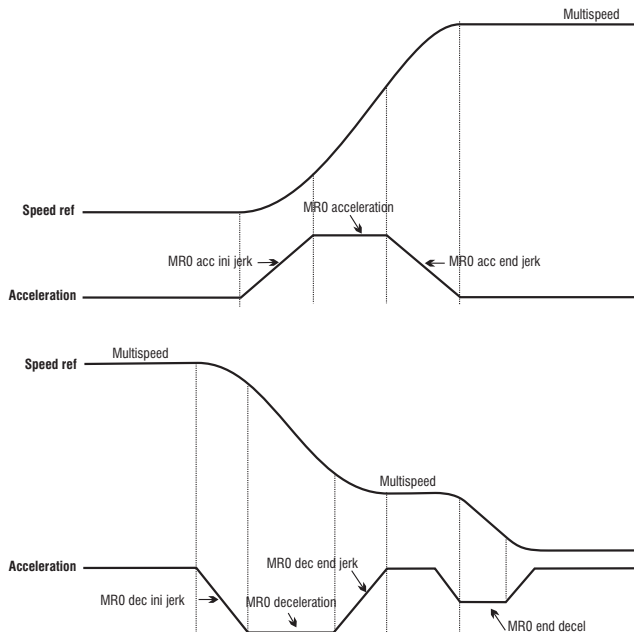 Multispeed
Speed ref
MR0 acceleration
MR0 acc ini jerk
MR0 acc end jerk
Acceleration
Speed ref
Multispeed
Multispeed
Acceleration
MR0 dec end jerk
MR0 dec ini jerk
MR0 deceleration
MR0 end decel